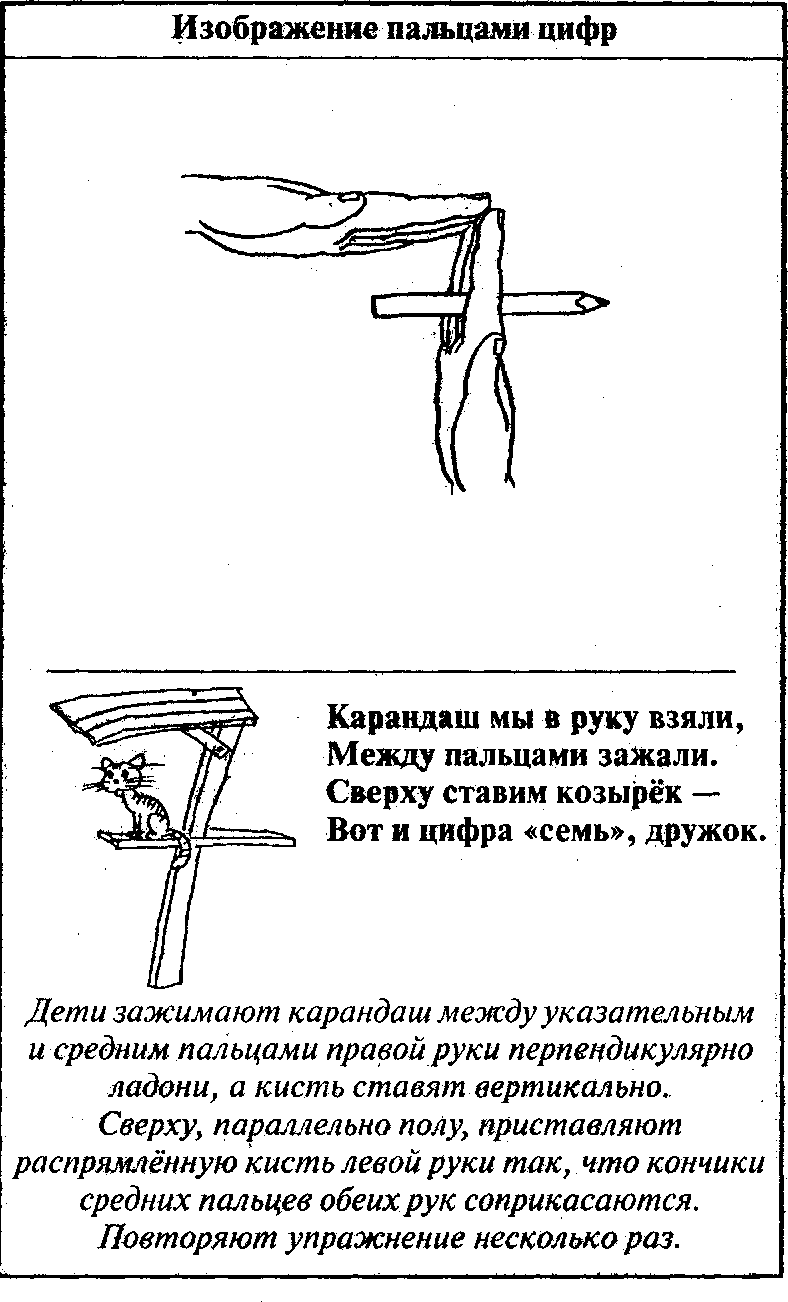 Изображение пальцами цифр
Карандаш мы в руку взяли,
Между пальцами зажали.
Сверху ставим козырёк —
Вот и цифра «семь», дружок.
Дети зажимают карандаш между указательным
и средним пальцами правой руки перпендикулярно
ладони, а кисть ставят вертикально.
Сверху, параллельно полу, приставляют
распрямлённую кисть левой руки так, что кончики
средних пальцев обеих рук соприкасаются.
Повторяют упражнение несколько раз.